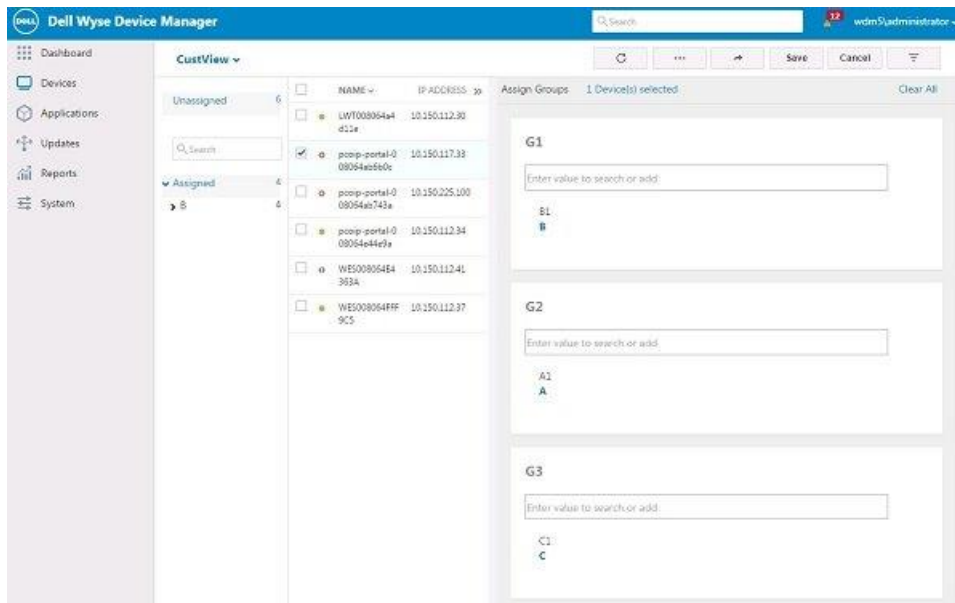 DELL Dell Wyse Device Manager
Search
12 wdm5\administrator
Dashboard
Devices
Applications
Updates
Reports
System
CustView
... Save Cancel
Unassigned 6
Search
Assigned 4
B 4
NAME IP ADDRESS
LWT008064a4 10.150.112.30
d11e
pcoip-portal-0 10.150.117.33
08064ab6b0c
pcoip-portal-0 10.150.225.100
08064ab743a
pcoip-portal-0 10.150.112.34
08064e44e9a
WES008064E4 10.150.112.41
363A
WES008064FFF 10.150.112.37
9C5
Assign Groups 1 Device(s) selected Clear All
G1
Enter value to search or add
B1
B
G2
Enter value to search or add
A1
A
G3
Enter value to search or add
C1
C